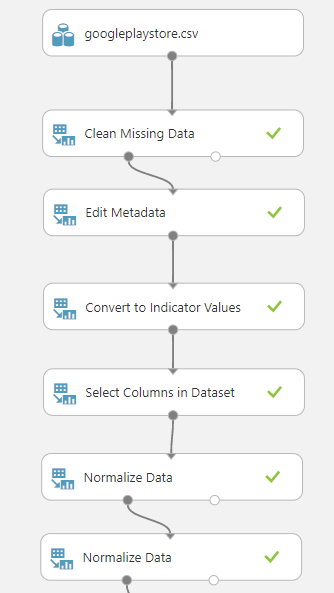 googleplaystore.csv
Clean Missing Data
Edit Metadata
Convert to Indicator Values
Select Columns in Dataset
Normalize Data
Normalize Data